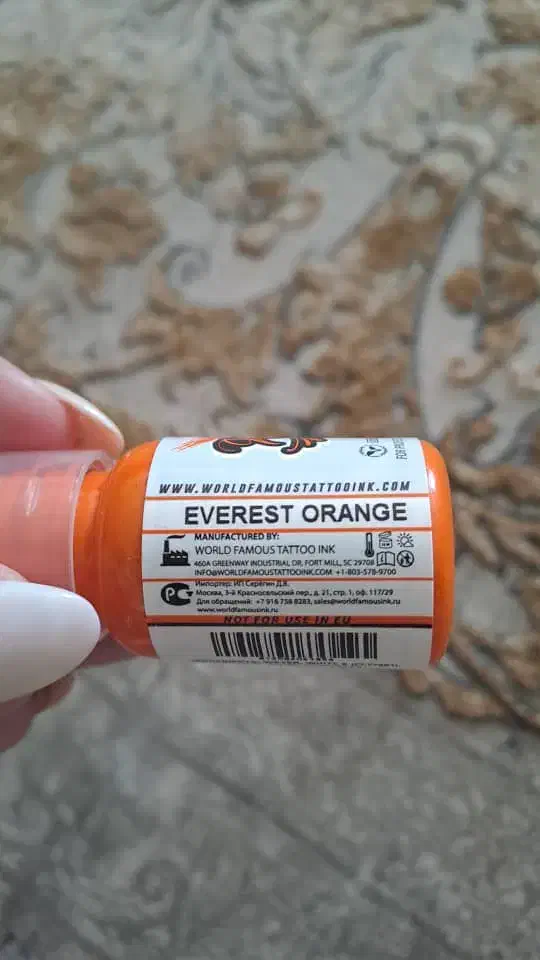 WWW.WORLDFAMOUSTATTOOINK.COM
EVEREST ORANGE
MANUFACTURED BY:
WORLD FAMOUS TATTOO INK
460A GREENWAY INDUSTRIAL DR, FORT MILL, SC 29708
INFO@WORLDFAMOUSTATTOOINK.COM +1-803-578-9700
Импортер: ИП Серёгин Д.В.
Москва, 3-й Красносельский пер., д. 21, стр. 1, оф. 117/29
Для обращений: +7 916 758 8283, sales@worldfamousink.ru
www.worldfamousink.ru
NOT FOR USE IN EU